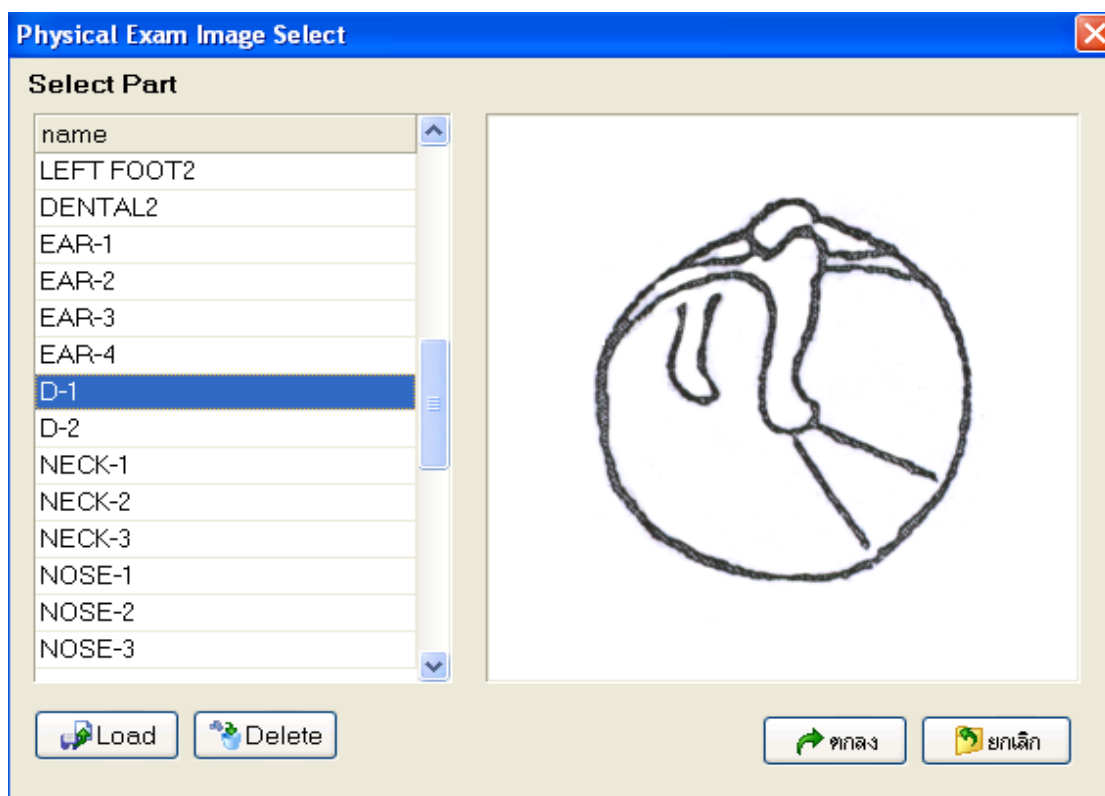 Physical Exam Image Select
Select Part
name
LEFT FOOT2
DENTAL2
EAR-1
EAR-2
EAR-3
EAR-4
D-1
D-2
NECK-1
NECK-2
NECK-3
NOSE-1
NOSE-2
NOSE-3
Load
Delete
ตกลง
ยกเลิก